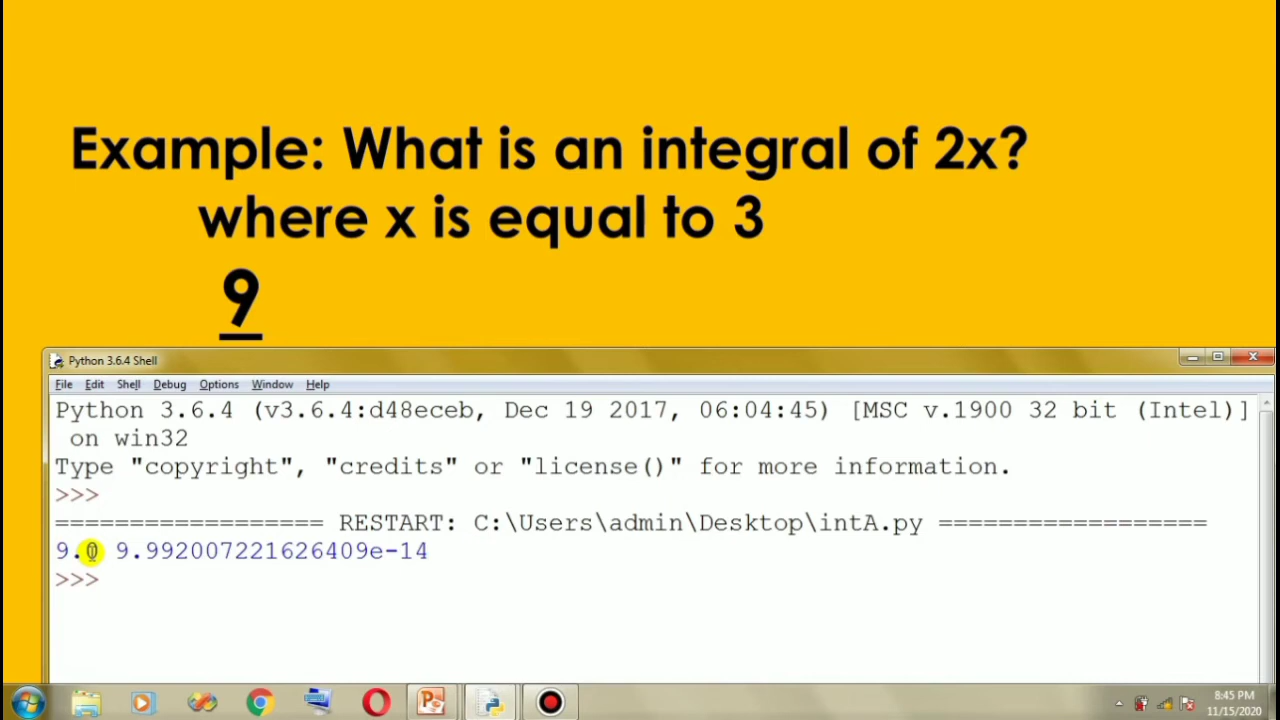 Example: What is an integral of 2x?
where x is equal to 3
9
Python 3.6.4 Shell
File Edit Shell Debug Options Window Help
Python 3.6.4 (v3.6.4:d48eceb, Dec 19 2017, 06:04:45) [MSC v.1900 32 bit (Intel)]
on win32
Type "copyright", "credits" or "license()" for more information.
>>>
================== RESTART: C:\Users\admin\Desktop\intA.py ==================
9.0 9.992007221626409e-14
>>>
8:45 PM
11/15/2020